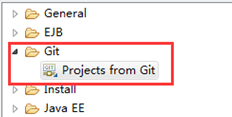 General
EJB
Git
Projects from Git
Install
Java EE